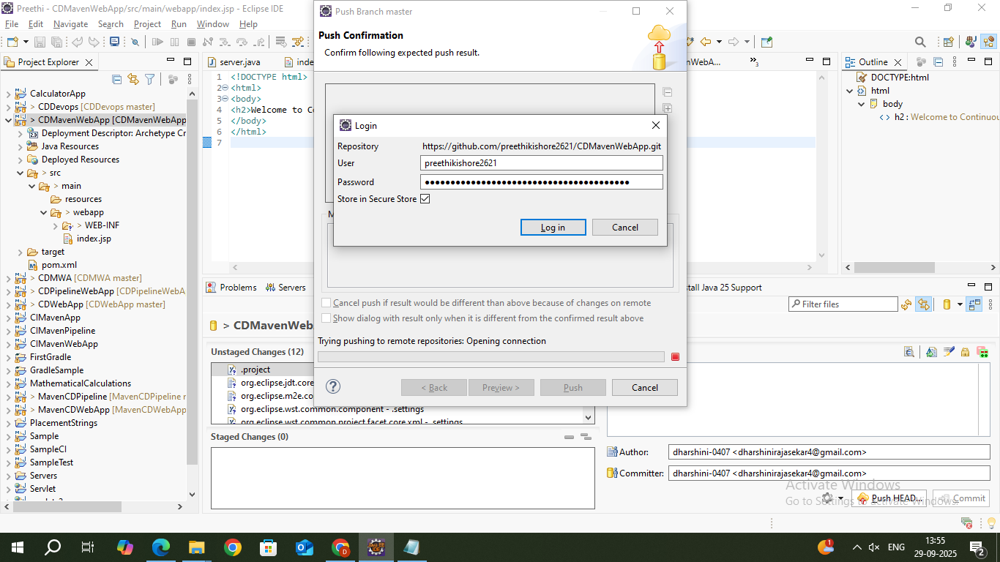 Preethi - CDMavenWebApp/src/main/webapp/index.jsp - Eclipse IDE
File Edit Navigate Search Project Run Window Help
Project Explorer
CalculatorApp
> CDDevops [CDDevops master]
> CDMavenWebApp [CDMavenWebApp
Deployment Descriptor: Archetype Cr
Java Resources
Deployed Resources
> src
> main
resources
> webapp
> WEB-INF
index.jsp
target
pom.xml
> CDMWA [CDMWA master]
> CDPipelineWebApp [CDPipelineWebA
> CDWebApp [CDWebApp master]
CIMavenApp
CIMavenPipeline
CIMavenWebApp
FirstGradle
GradleSample
MathematicalCalculations
> MavenCDPipeline [MavenCDPipeline r
> MavenCDWebApp [MavenCDWebApp
PlacementStrings
Sample
SampleCI
SampleTest
Servers
Servlet
server.java
inde
enWebA...
»3
1 <!DOCTYPE html>
2 <html>
3 <body>
4 <h2>Welcome to Co
5 </body>
6 </html>
7
Push Branch master
Push Confirmation
Confirm following expected push result.
Login
Repository https://github.com/preethikishore2621/CDMavenWebApp.git
User preethikishore2621
Password ●●●●●●●●●●●●●●●●●●●●●●●●●●●●●●●●●●●●●●●●
Store in Secure Store
Log in Cancel
M
Cancel push if result would be different than above because of changes on remote
Show dialog with result only when it is different from the confirmed result above
Trying pushing to remote repositories: Opening connection
< Back Preview > Push Cancel
Outline
DOCTYPE:html
html
body
h2 : Welcome to Continuou
Problems Servers
stall Java 25 Support
Filter files
> CDMavenWeb
Unstaged Changes (12)
.project
org.eclipse.jdt.core
org.eclipse.m2e.co
org.eclipse.wst.common.component - .settings
org.eclipse.wst.common.project.facet.core.xml - .settings
Staged Changes (0)
Author: dharshini-0407 <dharshinirajasekar4@gmail.com>
Committer: dharshini-0407 <dharshinirajasekar4@gmail.com>
Activate Windows
Go to Settings to activate Windows.
Push HEAD... Commit
1
ENG
13:55
29-09-2025
2